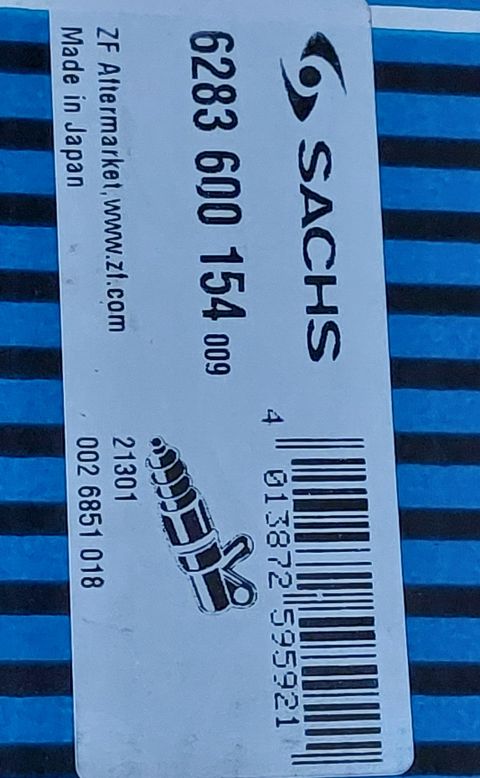 SACHS
6283 600 154 009
ZF Aftermarket, www.zf.com
Made in Japan
4 013872 595921
21301
002 6851 018